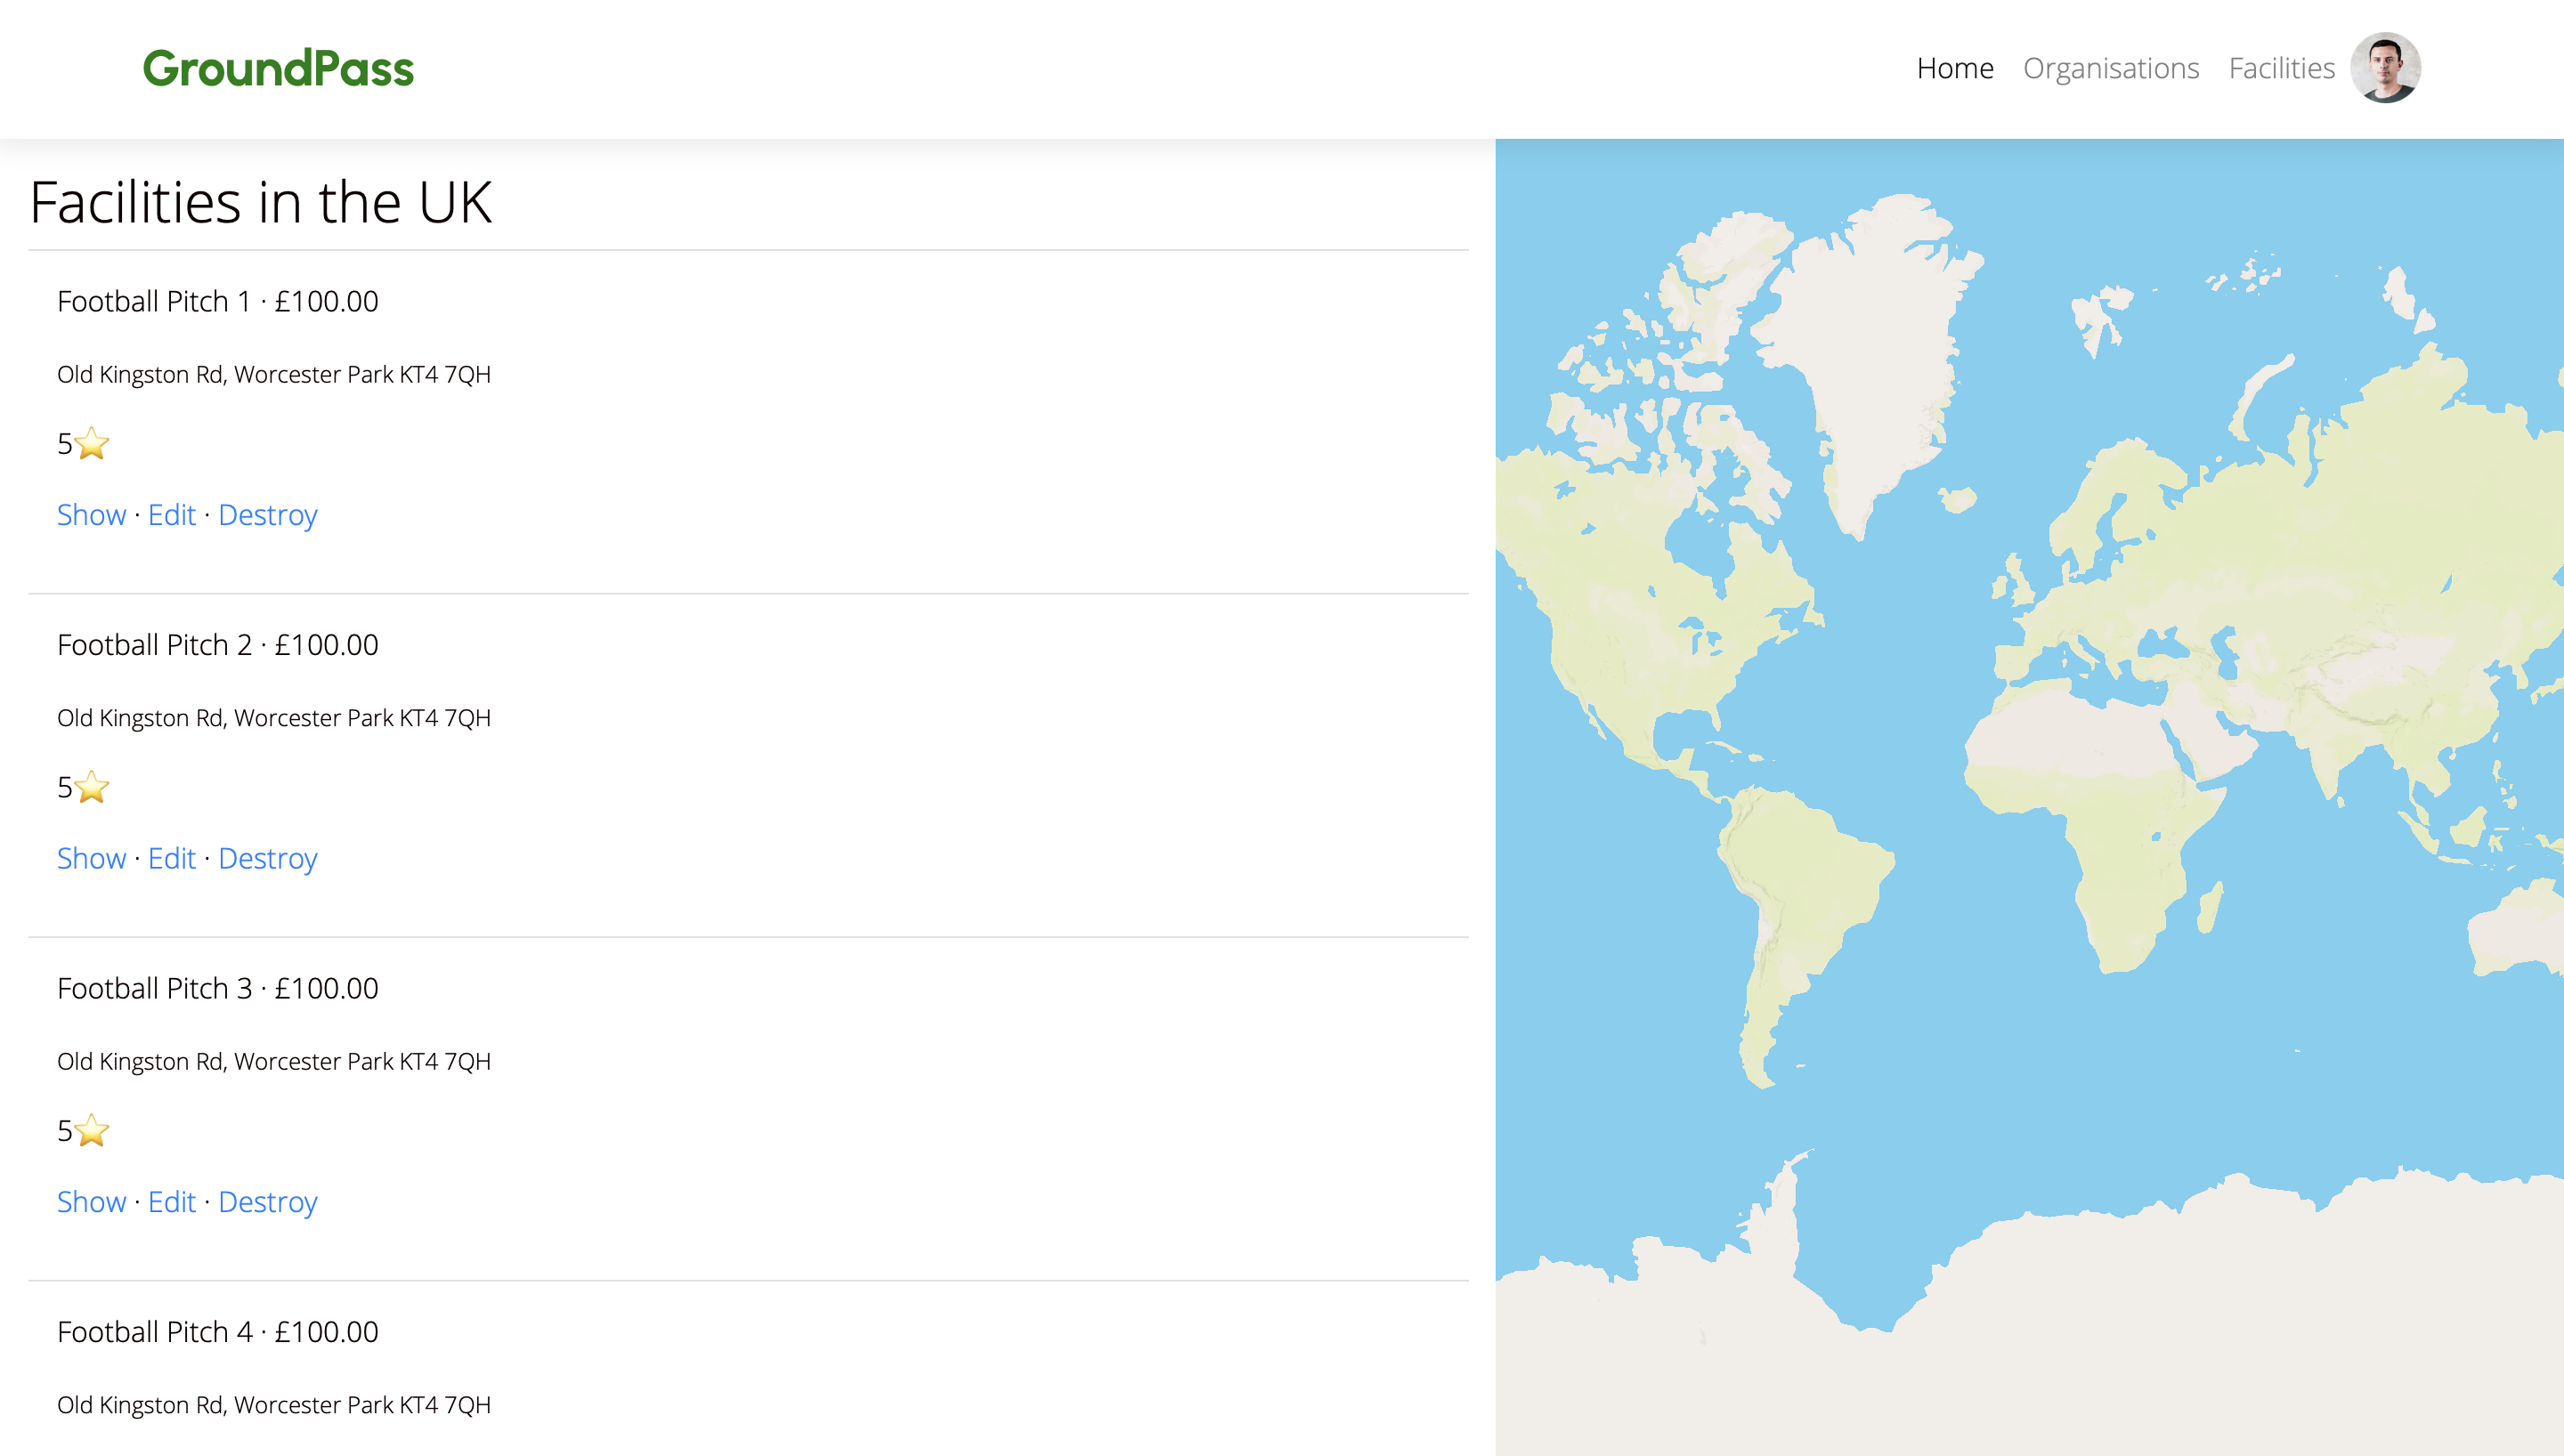 GroundPass
Home Organisations Facilities
Facilities in the UK
Football Pitch 1 · £100.00
Old Kingston Rd, Worcester Park KT4 7QH
5⭐
Show · Edit · Destroy
Football Pitch 2 · £100.00
Old Kingston Rd, Worcester Park KT4 7QH
5⭐
Show · Edit · Destroy
Football Pitch 3 · £100.00
Old Kingston Rd, Worcester Park KT4 7QH
5⭐
Show · Edit · Destroy
Football Pitch 4 · £100.00
Old Kingston Rd, Worcester Park KT4 7QH